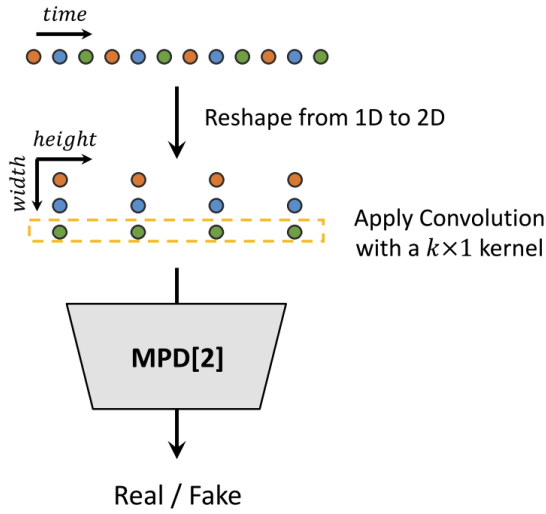 time
Reshape from 1D to 2D
height
width
Apply Convolution
with a k×1 kernel
MPD[2]
Real / Fake